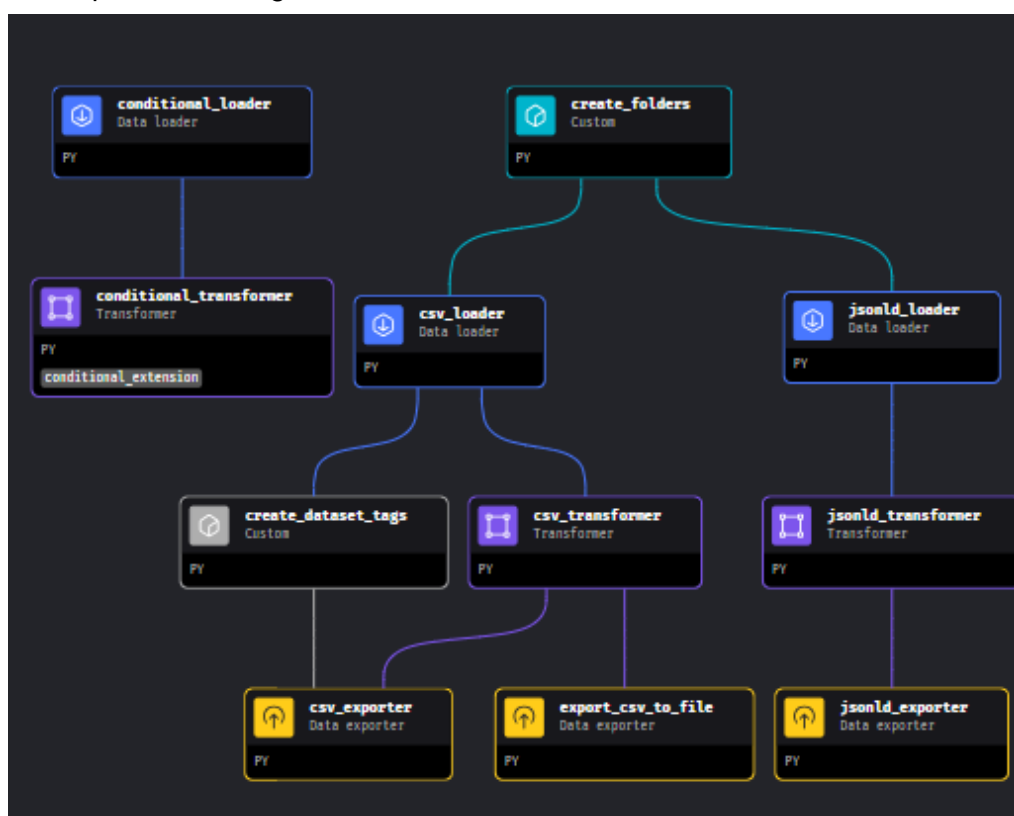 conditional_loader
Data loader
PY
create_folders
Custom
PY
conditional_transformer
Transformer
PY
conditional_extension
csv_loader
Data loader
PY
jsonld_loader
Data loader
PY
create_dataset_tags
Custom
PY
csv_transformer
Transformer
PY
jsonld_transformer
Transformer
PY
csv_exporter
Data exporter
PY
export_csv_to_file
Data exporter
PY
jsonld_exporter
Data exporter
PY